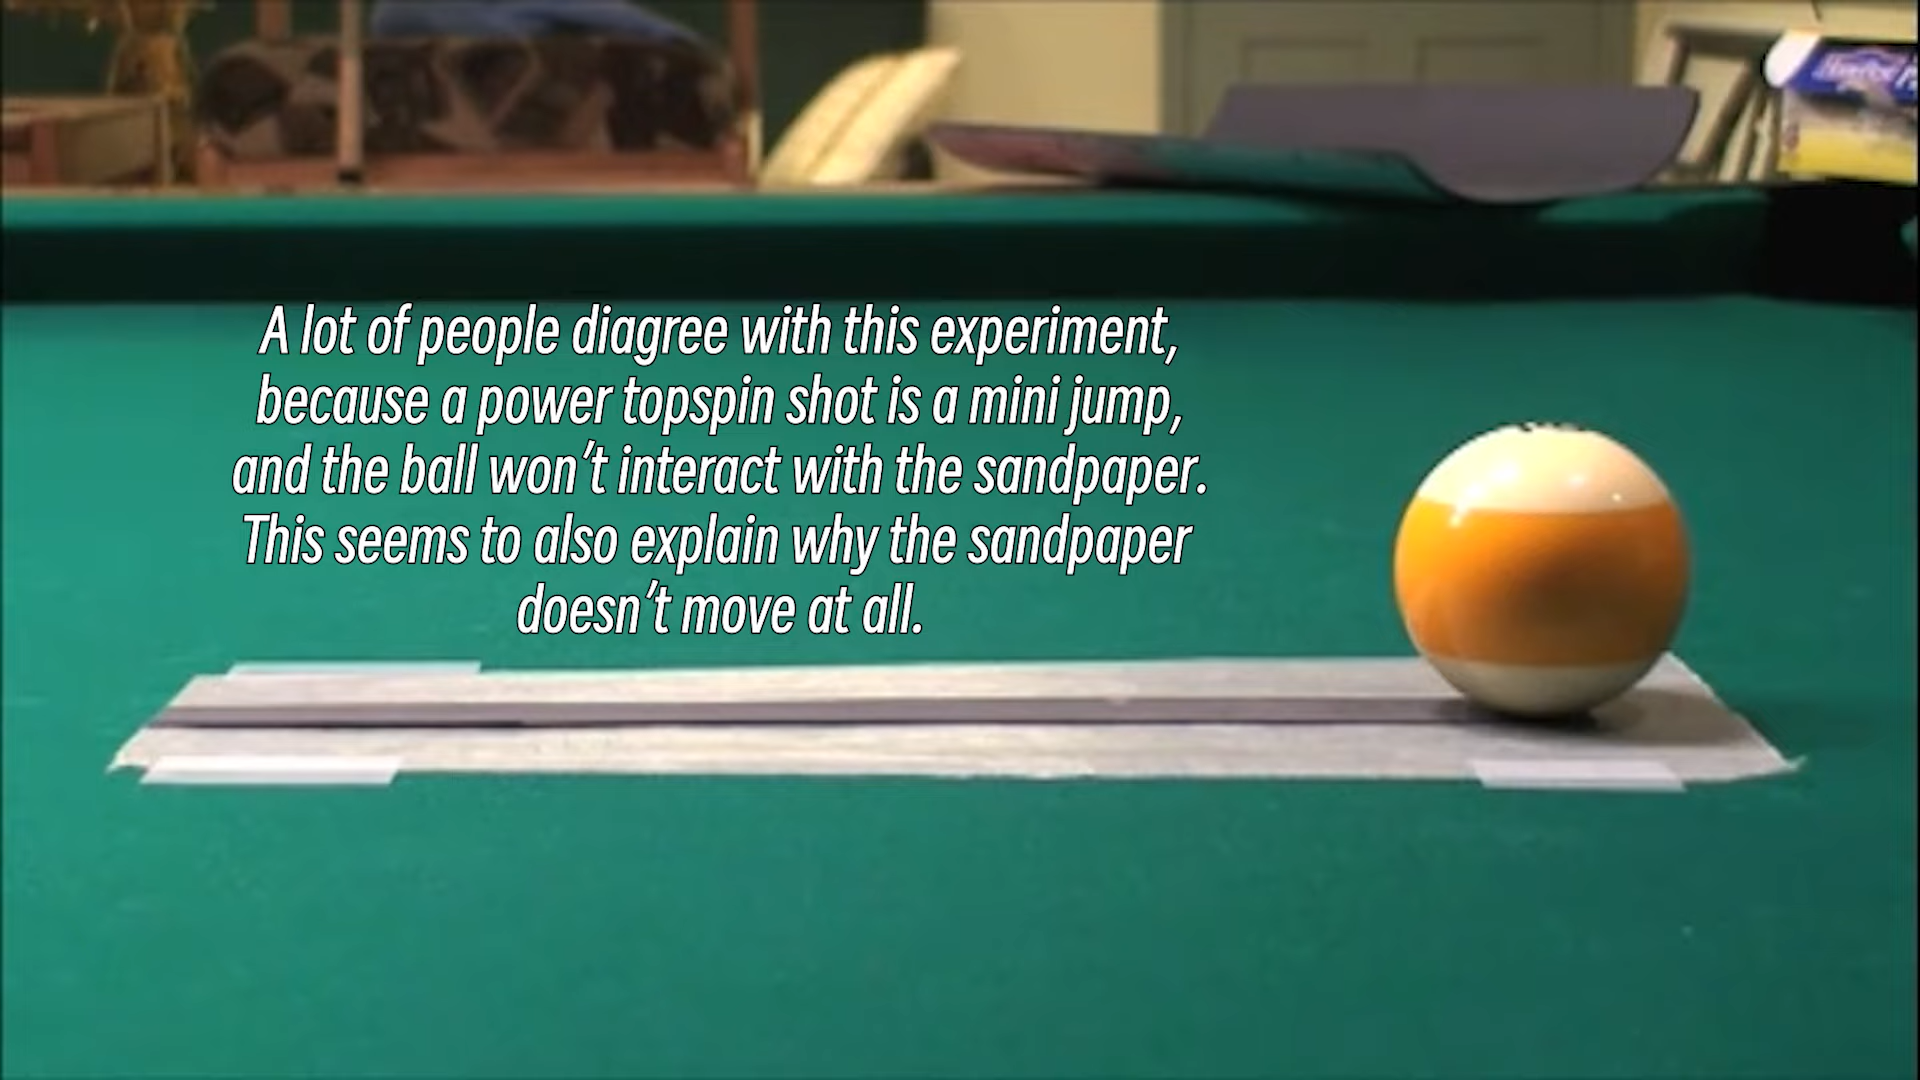 A lot of people diagree with this experiment,
because a power topspin shot is a mini jump,
and the ball won’t interact with the sandpaper.
This seems to also explain why the sandpaper
doesn’t move at all.